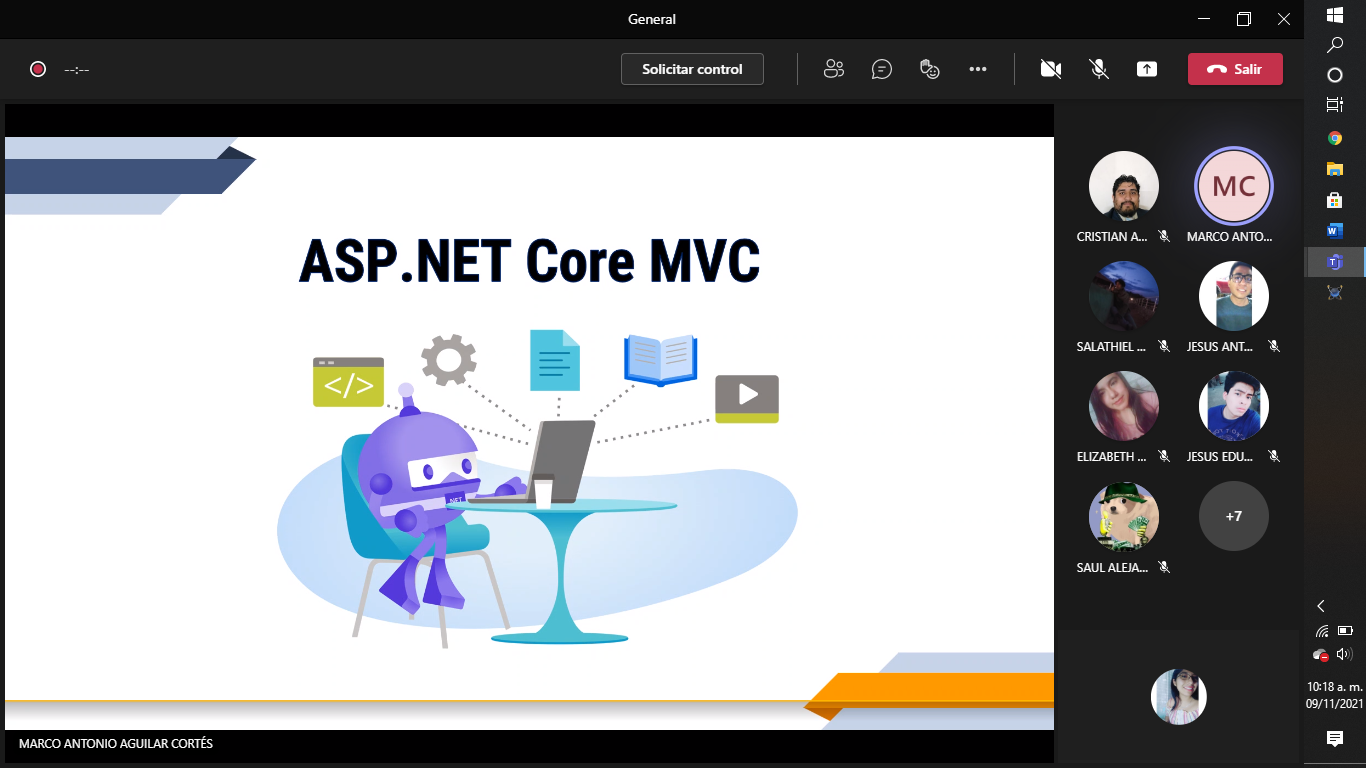 General
--:--
Solicitar control
Salir
ASP.NET Core MVC
</>
.NET
MARCO ANTONIO AGUILAR CORTÉS
CRISTIAN A...
MARCO ANTO...
MC
SALATHIEL ...
JESUS ANT...
ELIZABETH ...
JESUS EDU...
SAUL ALEJA...
+7
10:18 a. m.
09/11/2021